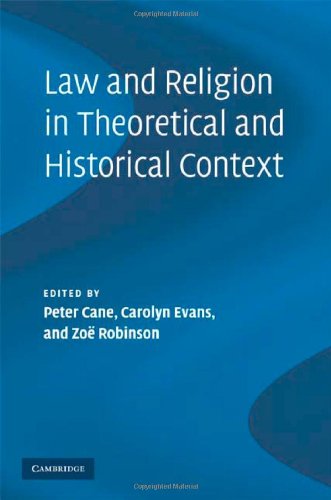 Law and Religion
in Theoretical and
Historical Context
EDITED BY
Peter Cane, Carolyn Evans,
and Zoë Robinson
CAMBRIDGE